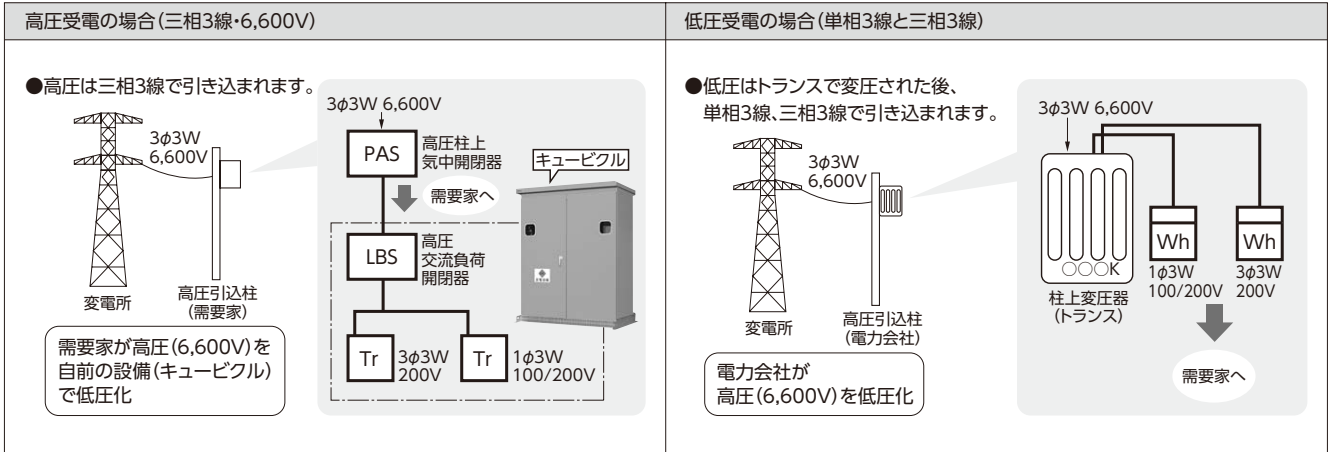 高圧受電の場合(三相3線・6,600V)
●高圧は三相3線で引き込まれます。
3φ3W
6,600V
変電所
高圧引込柱
(需要家)
需要家が高圧(6,600V)を
自前の設備(キュービクル)
で低圧化
3φ3W 6,600V
PAS
高圧柱上
気中開閉器
需要家へ
キュービクル
LBS
高圧
交流負荷
開閉器
Tr
3φ3W
200V
Tr
1φ3W
100/200V
低圧受電の場合(単相3線と三相3線)
●低圧はトランスで変圧された後、
単相3線、三相3線で引き込まれます。
3φ3W
6,600V
変電所
高圧引込柱
(電力会社)
電力会社が
高圧(6,600V)を低圧化
3φ3W 6,600V
○○○K
柱上変圧器
(トランス)
Wh
1φ3W
100/200V
Wh
3φ3W
200V
需要家へ